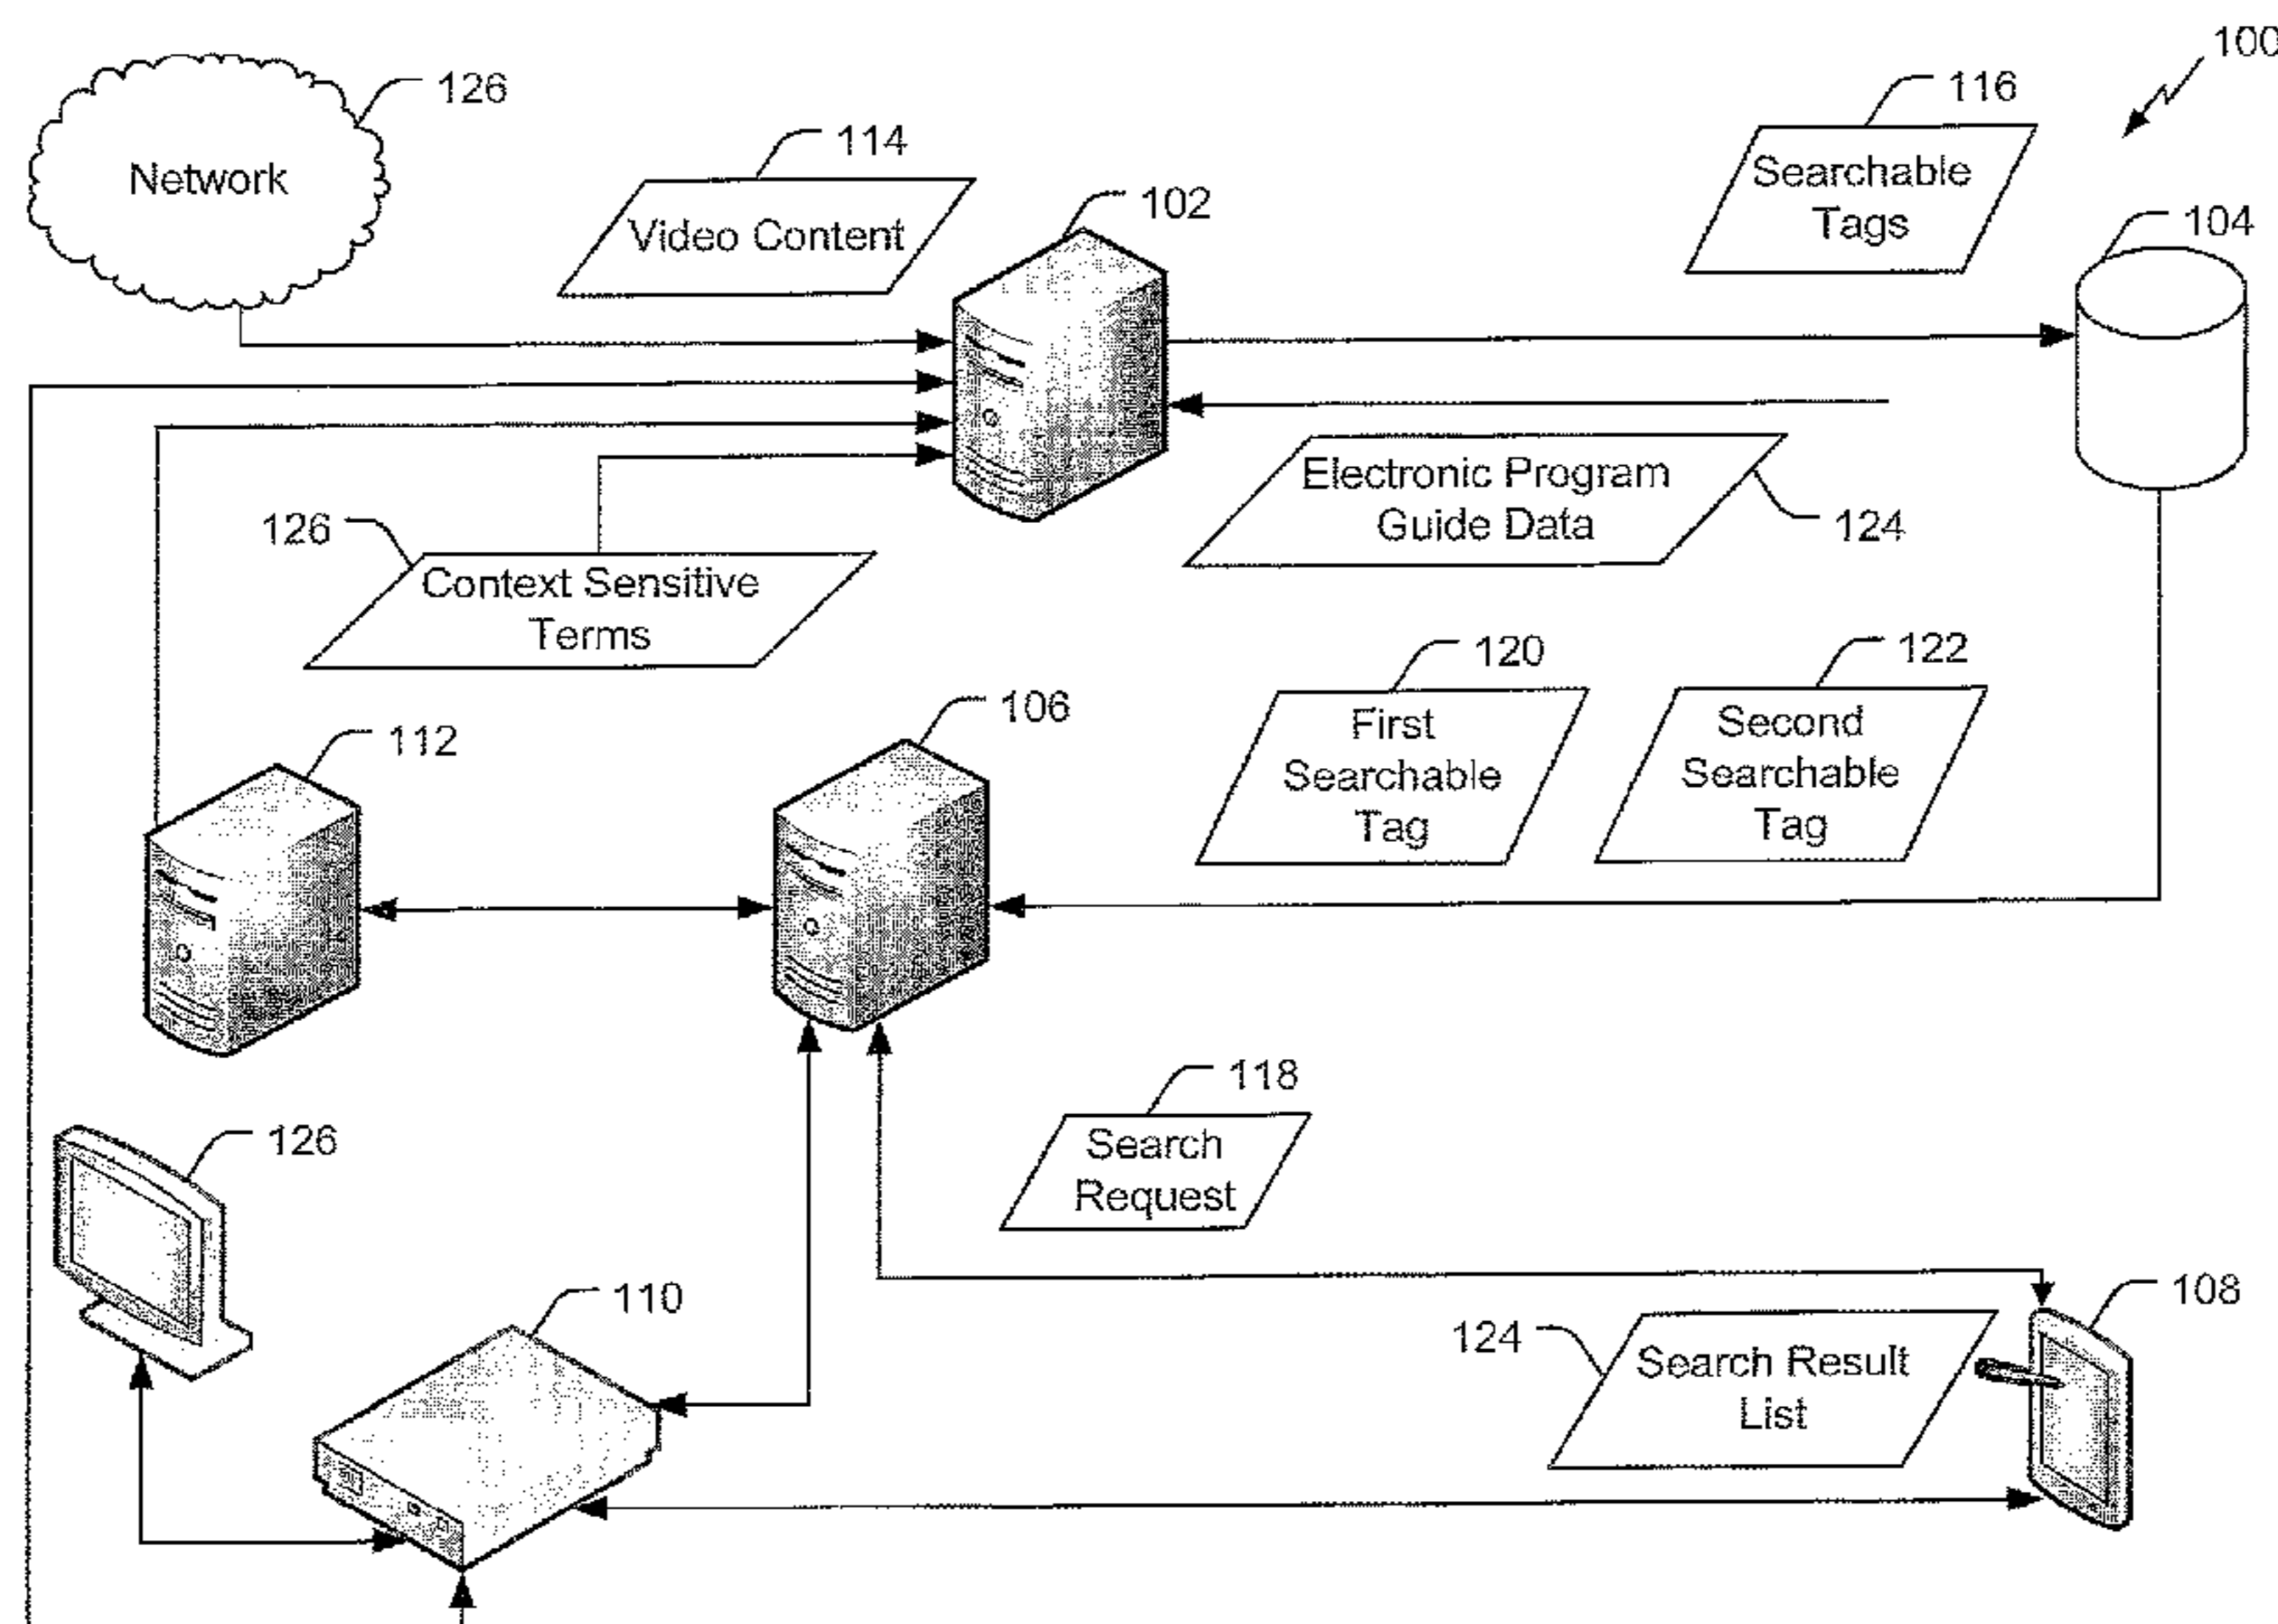 100
126
Network
114
Video Content
102
116
Searchable
Tags
104
Electronic Program
Guide Data
124
126
Context Sensitive
Terms
120
First
Searchable
Tag
122
Second
Searchable
Tag
106
112
118
Search
Request
126
110
108
124
Search Result
List